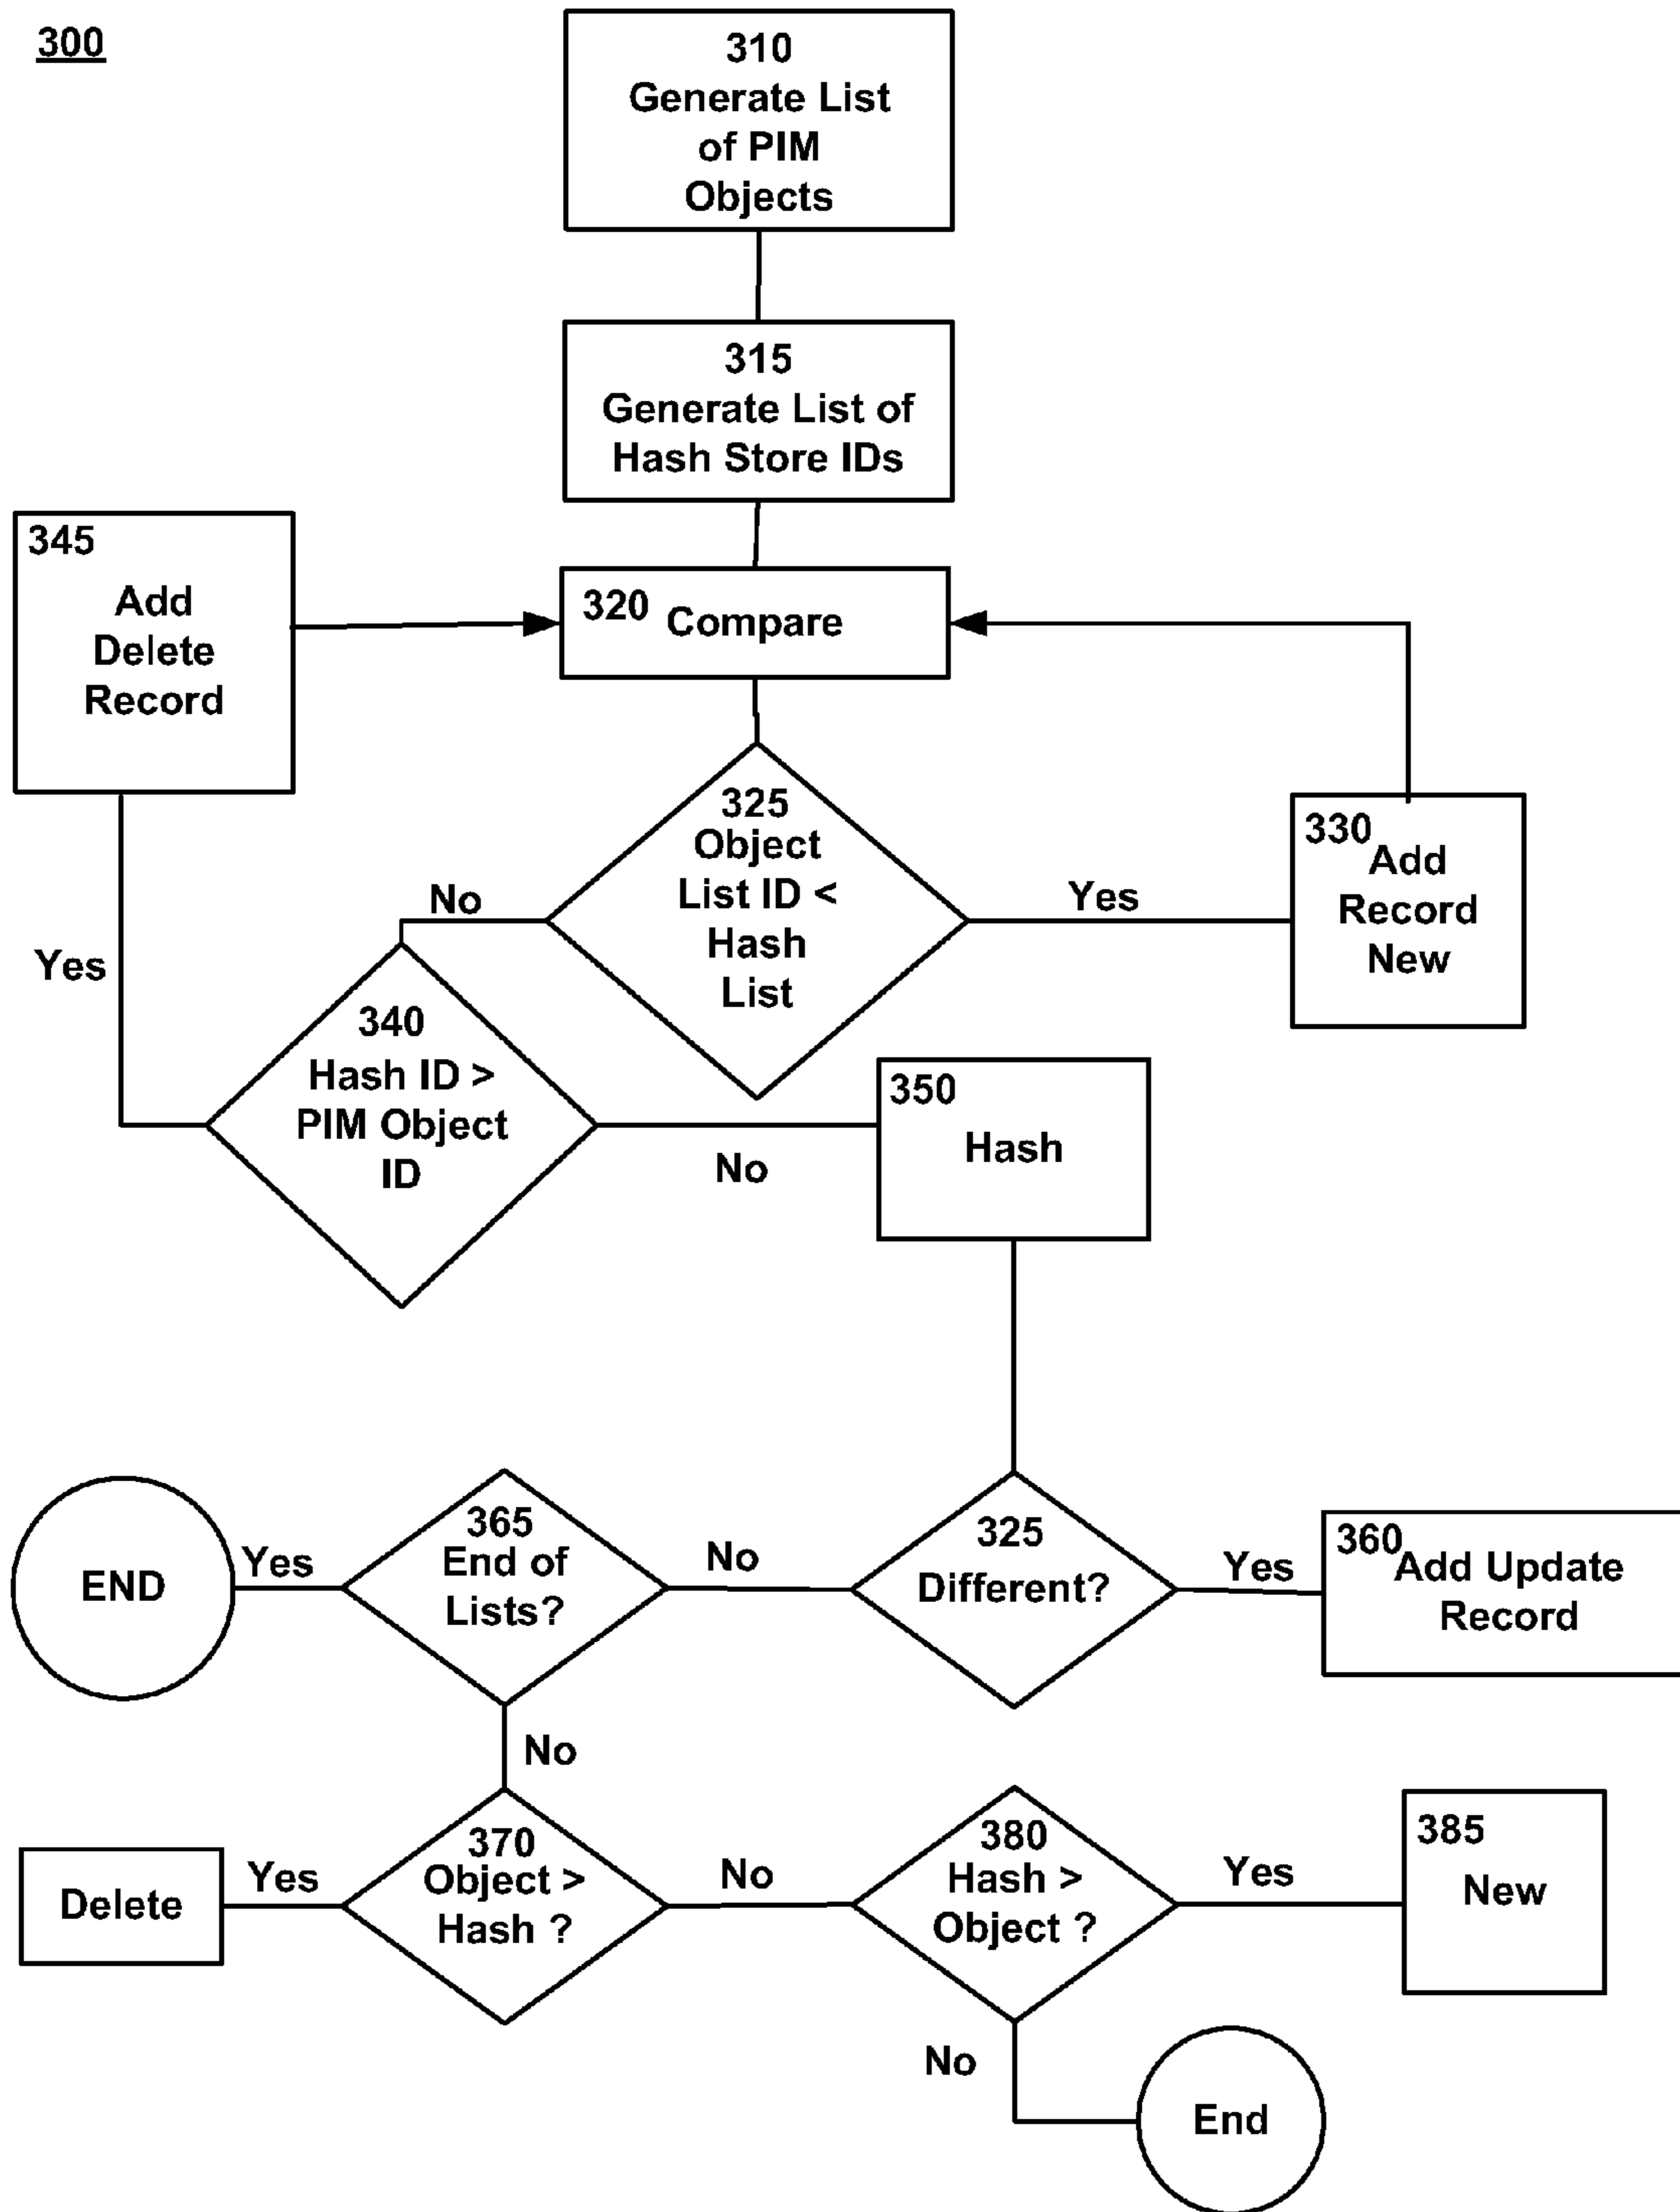 300
310
Generate List
of PIM
Objects
315
Generate List of
Hash Store IDs
345
Add
Delete
Record
320 Compare
325
Object
List ID <
Hash
List
No
Yes
330
Add
Record
New
Yes
340
Hash ID >
PIM Object
ID
No
350
Hash
END
Yes
365
End of
Lists?
No
325
Different?
Yes
360
Add Update
Record
No
Delete
Yes
370
Object >
Hash ?
No
380
Hash >
Object ?
Yes
385
New
No
End